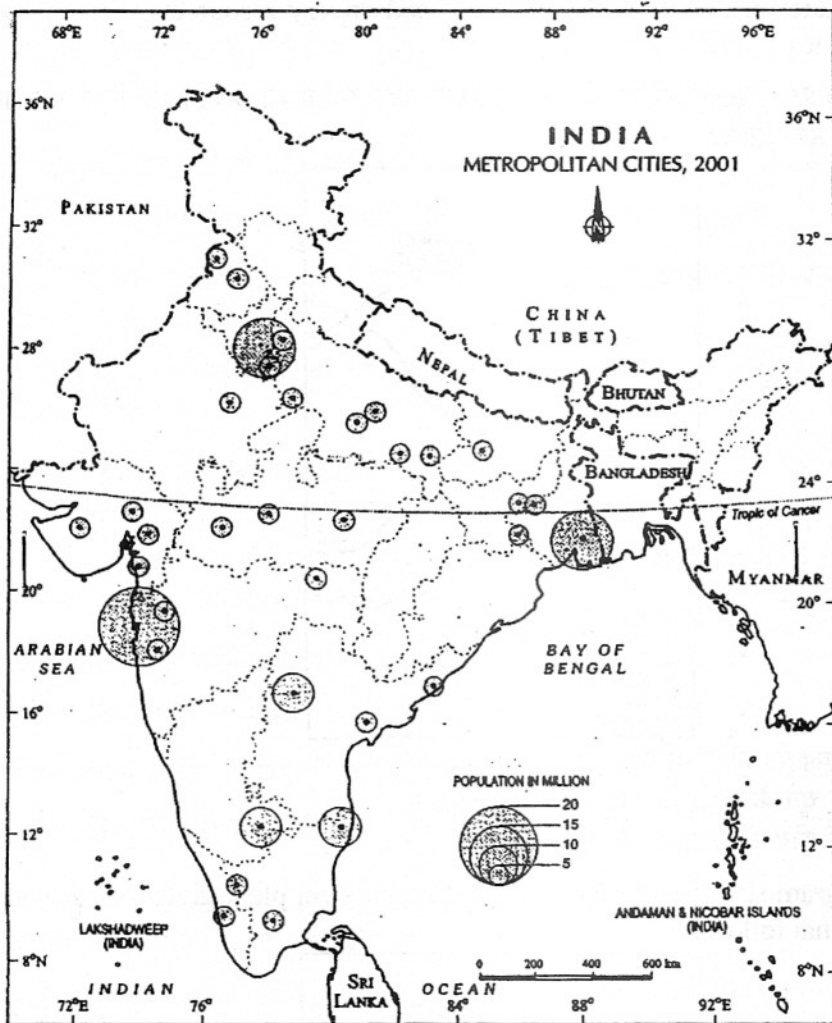 68°E 72° 76° 80° 84° 88° 92° 96°E
36°N
36°N
INDIA
METROPOLITAN CITIES, 2001
N
PAKISTAN
32°
32°
CHINA
(TIBET)
28°
28°
NEPAL
BHUTAN
BANGLADESH
24°
24°
Tropic of Cancer
MYANMAR
20°
20°
ARABIAN
SEA
BAY OF
BENGAL
16°
POPULATION IN MILLION
20
15
10
5
12°
12°
LAKSHADWEEP
(INDIA)
ANDAMAN & NICOBAR ISLANDS
(INDIA)
0 200 400 600 km
8°N
8°N
SRI
LANKA
INDIAN OCEAN
72°E 76° 84° 88° 92°E